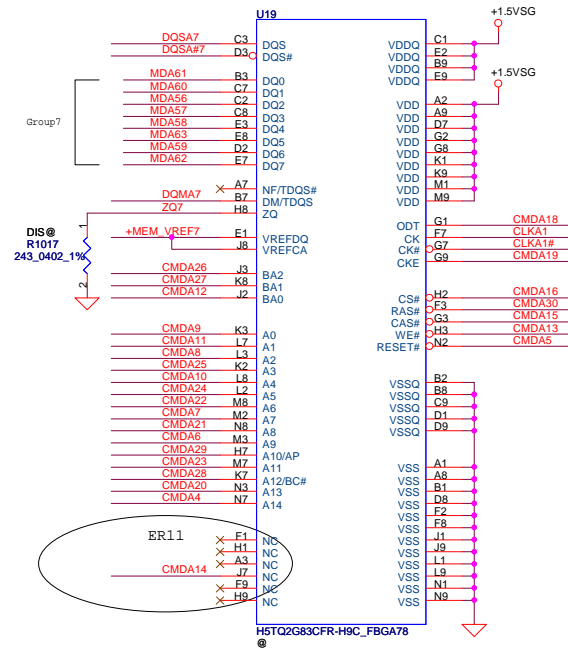 U19
+1.5VSG
DQSA7 C3 DQS VDDQ C1
DQSA#7 D3 DQS# VDDQ E2
VDDQ B9
MDA61 B3 DQ0 VDDQ E9
+1.5VSG
MDA60 C7 DQ1
MDA56 C2 DQ2 VDD A2
MDA57 C8 DQ3 VDD A9
Group7
MDA58 E3 DQ4 VDD D7
MDA63 E8 DQ5 VDD G2
MDA59 D2 DQ6 VDD G8
MDA62 E7 DQ7 VDD K1
VDD K9
A7 NF/TDQS# VDD M1
DQMA7 B7 DM/TDQS VDD M9
ZQ7 H8 ZQ
ODT G1 CMDA18
1
DIS@
R1017
243_0402_1%
2
+MEM_VREF7 E1 VREFDQ CK F7 CLKA1
J8 VREFCA CK# G7 CLKA1#
CKE G9 CMDA19
CMDA26 J3 BA2
CMDA27 K8 BA1
CMDA12 J2 BA0 CS# H2 CMDA16
RAS# F3 CMDA30
CAS# G3 CMDA15
CMDA9 K3 A0 WE# H3 CMDA13
CMDA11 L7 A1 RESET# N2 CMDA5
CMDA8 L3 A2
CMDA25 K2 A3
CMDA10 L8 A4 VSSQ B2
CMDA24 L2 A5 VSSQ B8
CMDA22 M8 A6 VSSQ C9
CMDA7 M2 A7 VSSQ D1
CMDA21 N8 A8 VSSQ D9
CMDA6 M3 A9
CMDA29 H7 A10/AP
CMDA23 M7 A11 VSS A1
CMDA28 K7 A12/BC# VSS A8
CMDA20 N3 A13 VSS B1
CMDA4 N7 A14 VSS D8
VSS F2
VSS F8
ER11
F1 NC VSS J1
H1 NC VSS J9
A3 NC VSS L1
CMDA14 J7 NC VSS L9
F9 NC VSS N1
H9 NC VSS N9
H5TQ2G83CFR-H9C_FBGA78
@